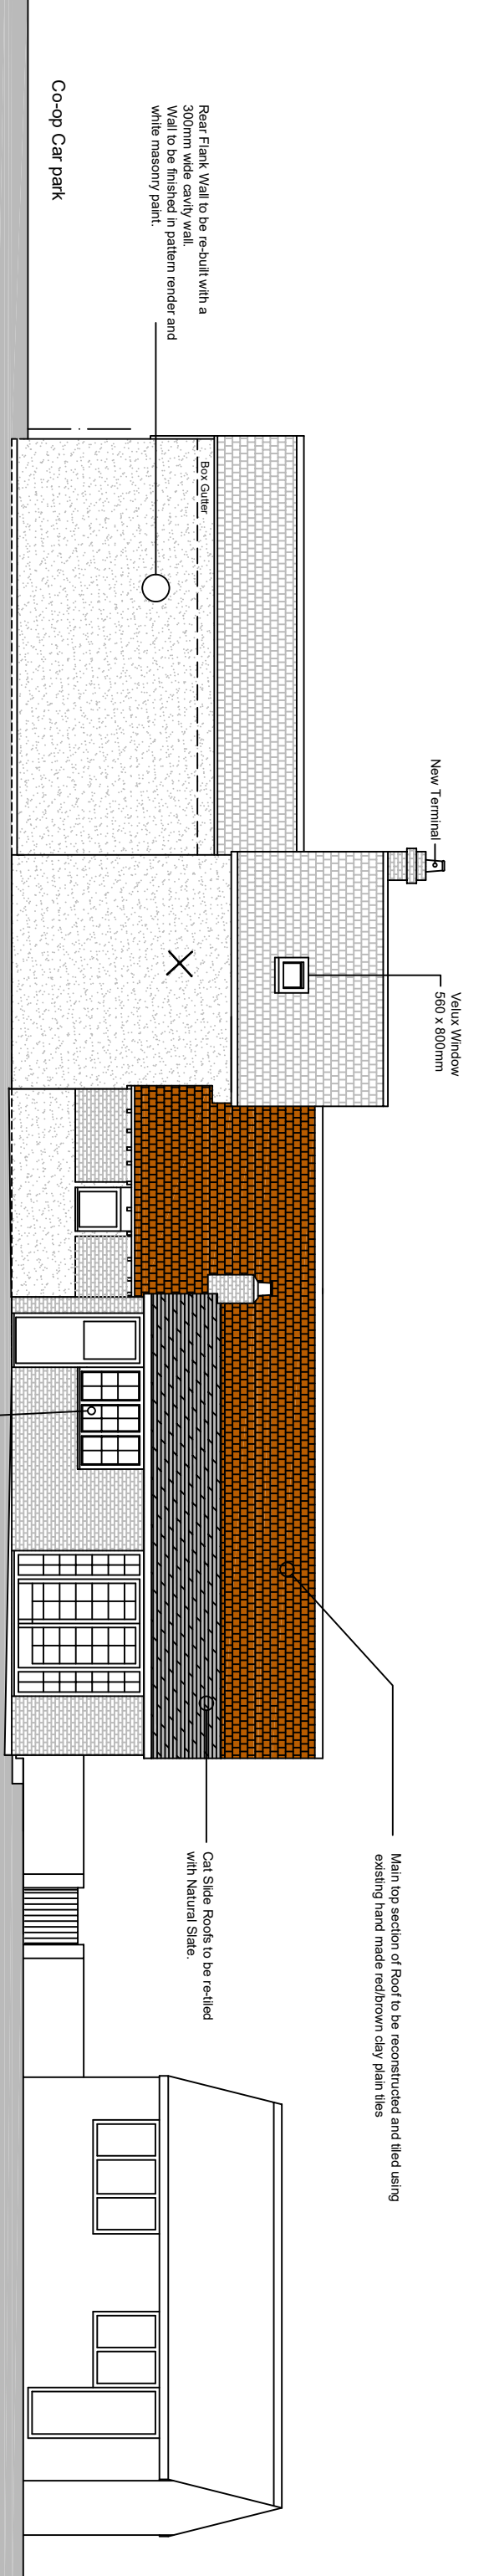 Co-op Car park
Rear Flank Wall to be re-built with a
300mm wide cavity wall.
Wall to be finished in pattern render and
white masonry paint.
Box Gutter
New Terminal
Velux Window
560 x 800mm
Main top section of Roof to be reconstructed and tiled using
existing hand made red/brown clay plain tiles
Cat Slide Roofs to be re-tiled
with Natural Slate.